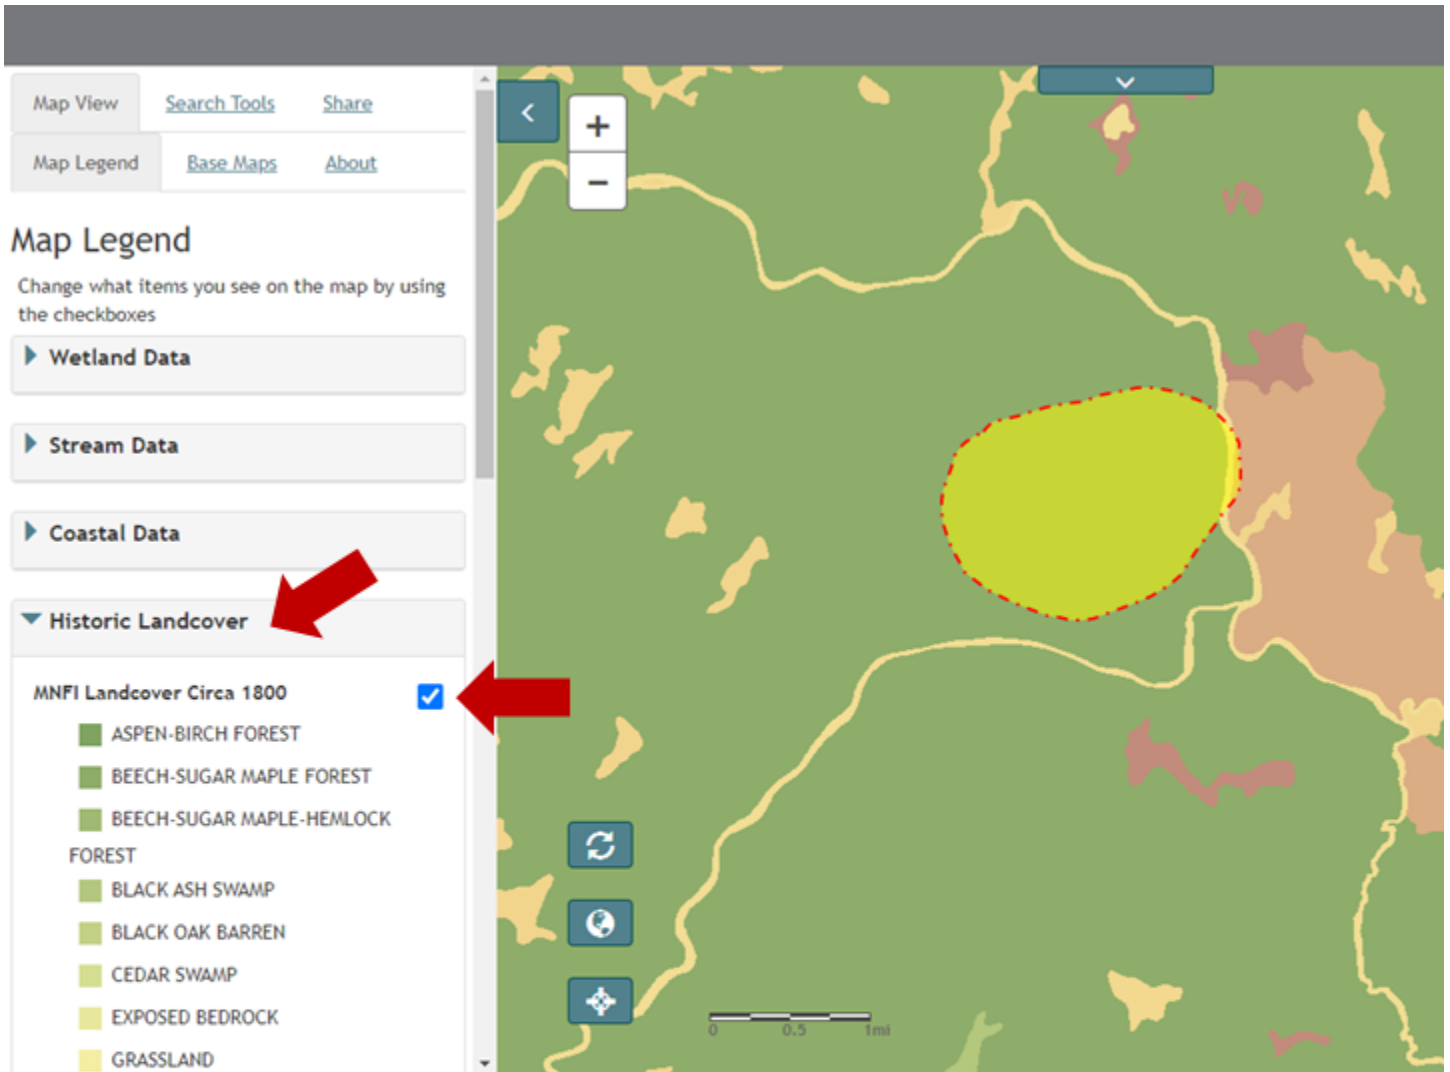 Map View Search Tools Share
Map Legend Base Maps About
Map Legend
Change what items you see on the map by using
the checkboxes
Wetland Data
Stream Data
Coastal Data
Historic Landcover
MNFI Landcover Circa 1800
ASPEN-BIRCH FOREST
BEECH-SUGAR MAPLE FOREST
BEECH-SUGAR MAPLE-HEMLOCK
FOREST
BLACK ASH SWAMP
BLACK OAK BARREN
CEDAR SWAMP
EXPOSED BEDROCK
GRASSLAND
+
−
0 0.5 1mi